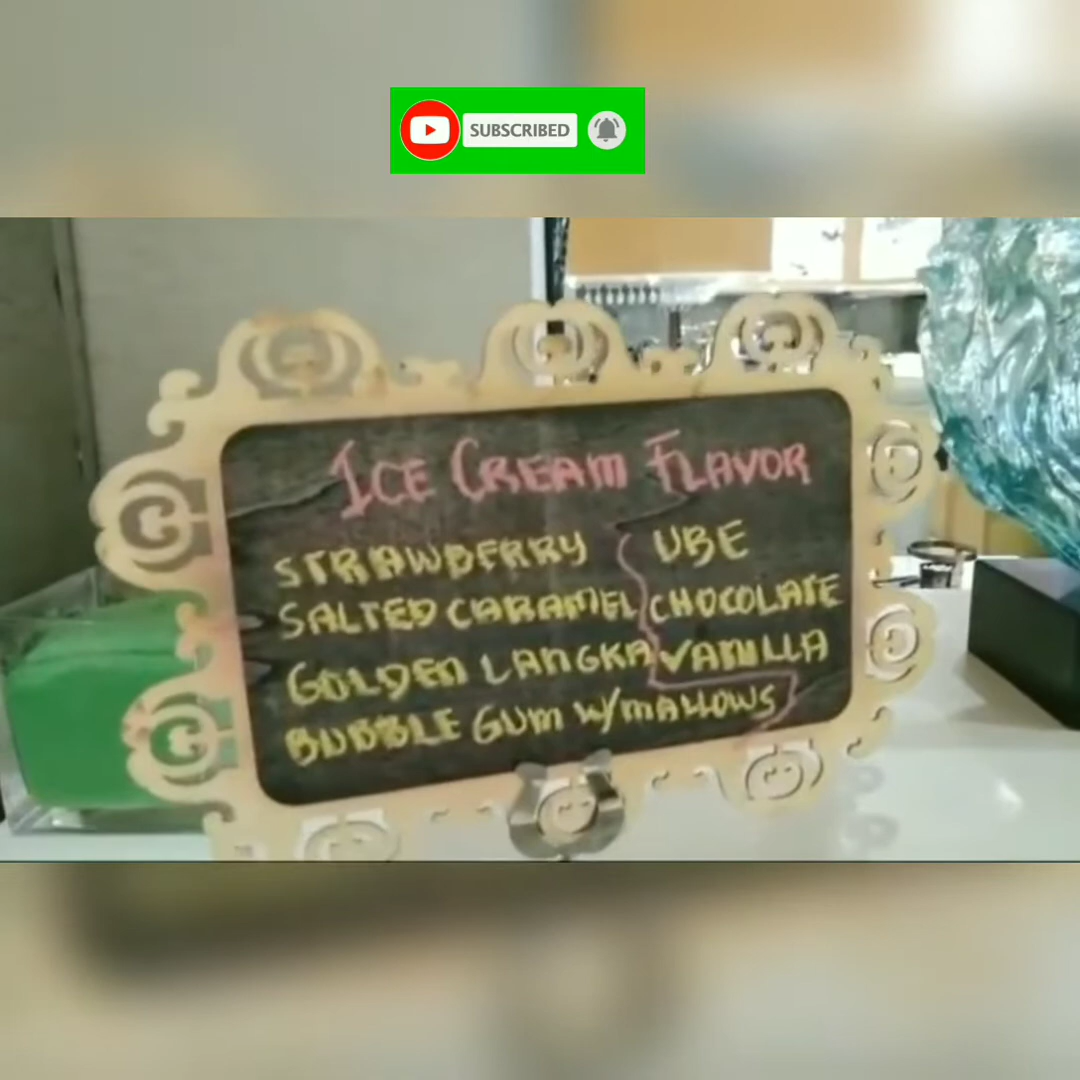 SUBSCRIBED
ICE CREAM FLAVOR
STRAWBERRY
SALTED CARAMEL
GOLDEN LANGKA
BUBBLE GUM W/MALLOWS
UBE
CHOCOLATE
VANILLA